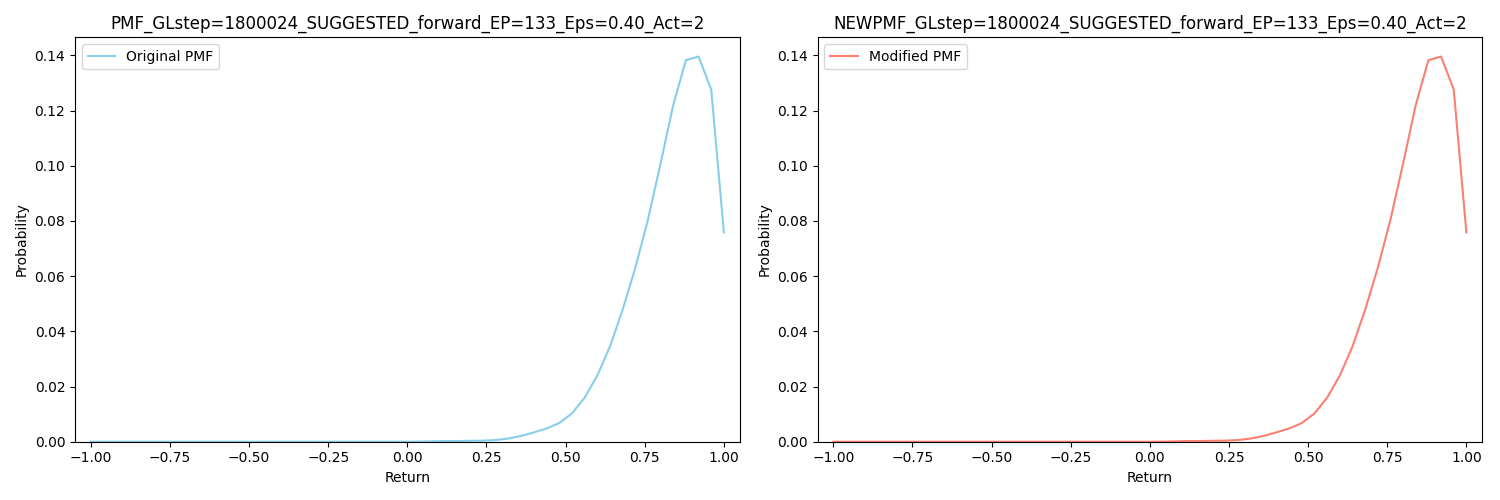 PMF_GLstep=1800024_SUGGESTED_forward_EP=133_Eps=0.40_Act=2
Original PMF
0.14
0.12
0.10
0.08
0.06
0.04
0.02
0.00
Probability
−1.00 −0.75 −0.50 −0.25 0.00 0.25 0.50 0.75 1.00
Return
NEWPMF_GLstep=1800024_SUGGESTED_forward_EP=133_Eps=0.40_Act=2
Modified PMF
0.14
0.12
0.10
0.08
0.06
0.04
0.02
0.00
Probability
−1.00 −0.75 −0.50 −0.25 0.00 0.25 0.50 0.75 1.00
Return